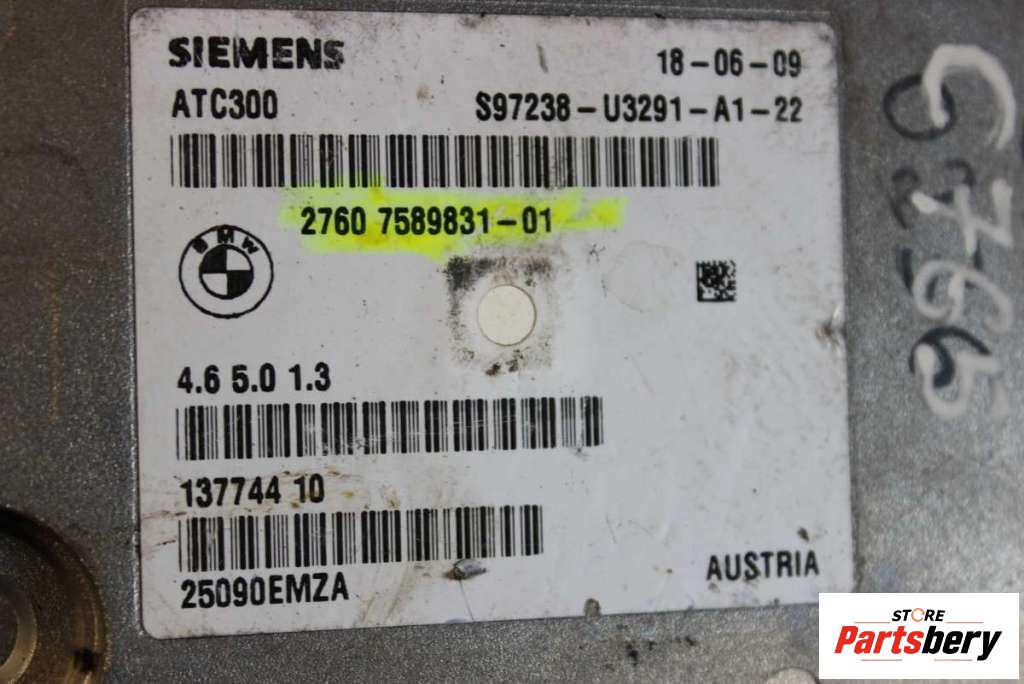 SIEMENS
18-06-09
ATC300
S97238-U3291-A1-22
2760 7589831-01
BMW
4.6 5.0 1.3
137744 10
25090EMZA
AUSTRIA
STORE
Partsbery